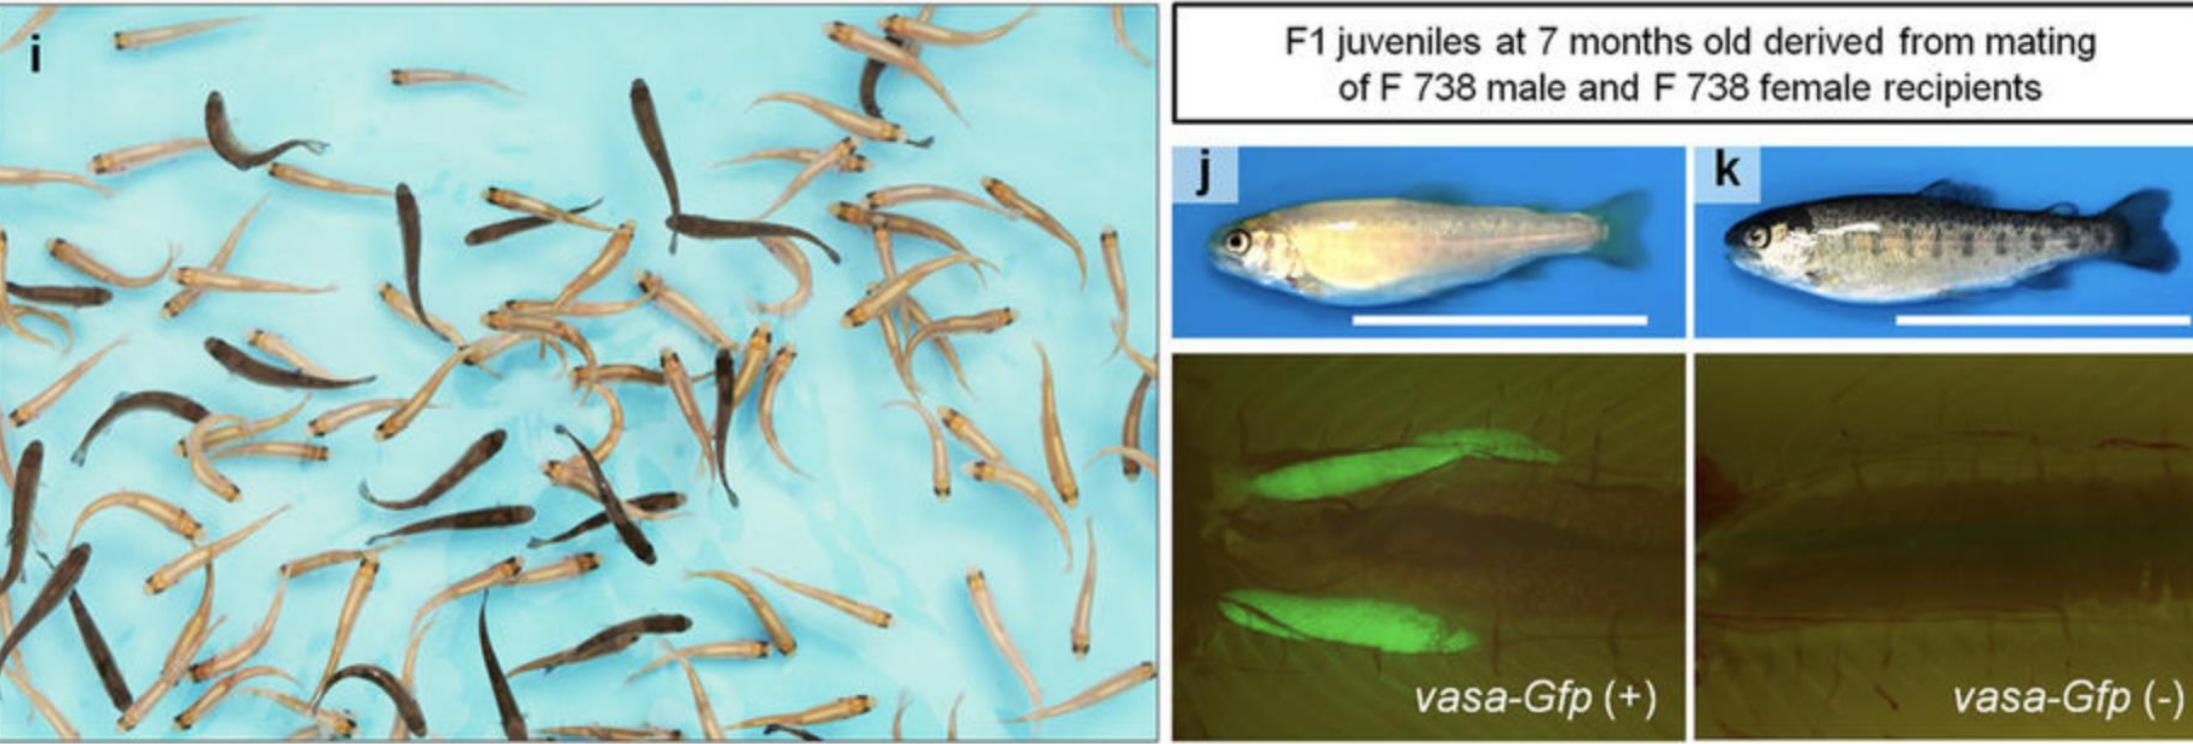 i
F1 juveniles at 7 months old derived from mating
of F 738 male and F 738 female recipients
j
k
vasa-Gfp (+)
vasa-Gfp (-)